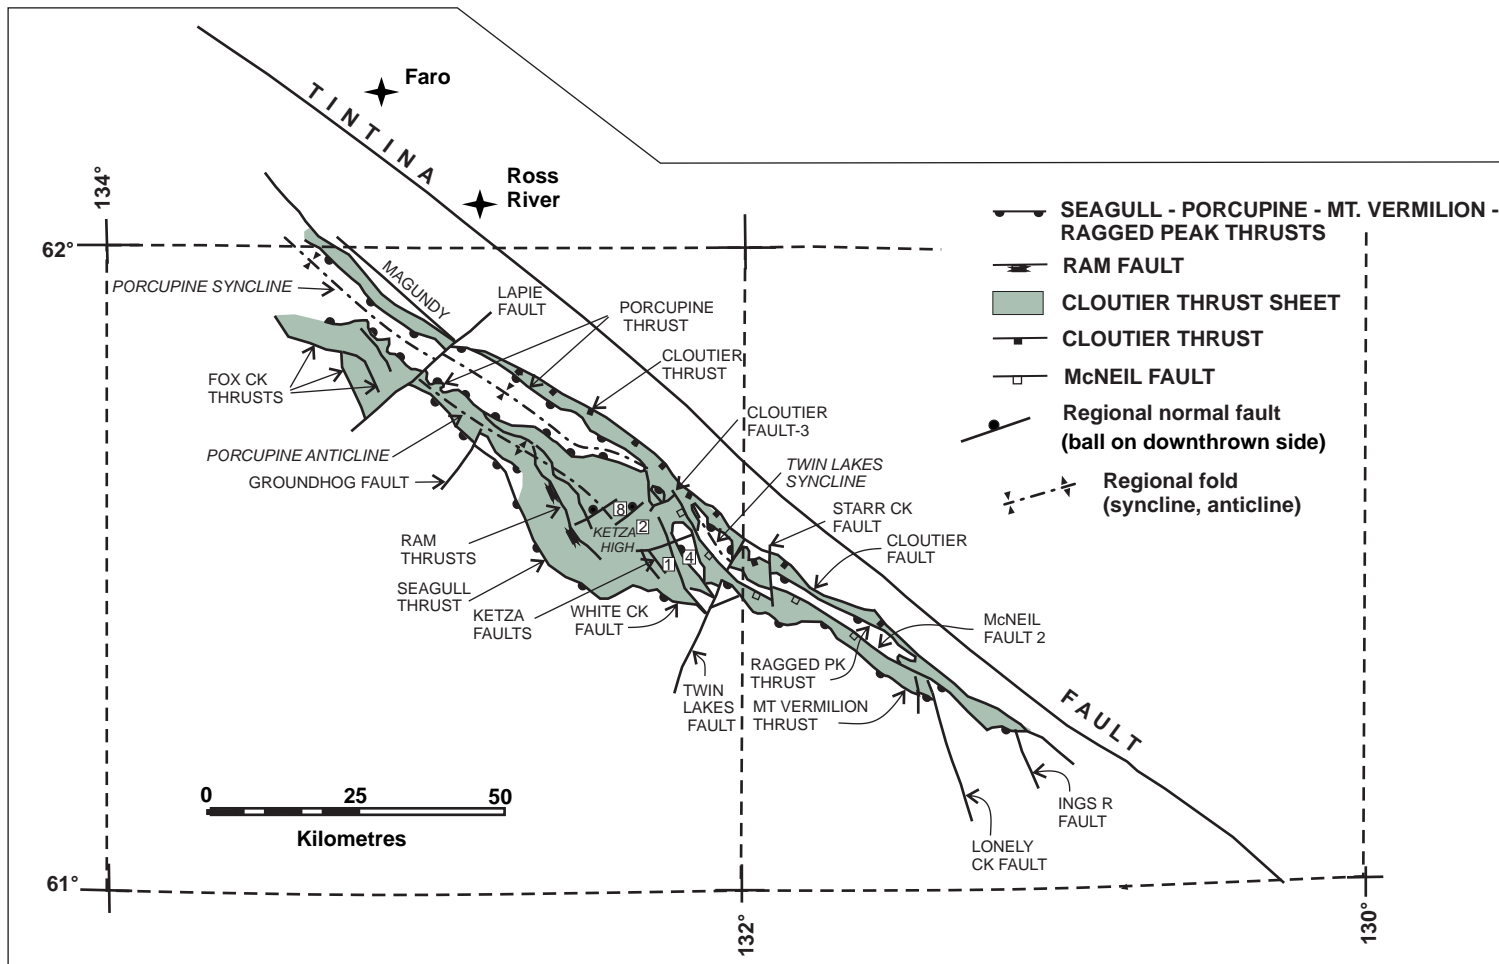 Faro
TINTINA
Ross
River
134°
62°
PORCUPINE SYNCLINE
MAGUNDY
LAPIE
FAULT
PORCUPINE
THRUST
CLOUTIER
THRUST
FOX CK
THRUSTS
CLOUTIER
FAULT-3
PORCUPINE ANTICLINE
GROUNDHOG FAULT
TWIN LAKES
SYNCLINE
STARR CK
FAULT
CLOUTIER
FAULT
8
2
KETZA
HIGH
1
4
RAM
THRUSTS
SEAGULL
THRUST
KETZA
FAULTS
WHITE CK
FAULT
McNEIL
FAULT 2
RAGGED PK
THRUST
TWIN
LAKES
FAULT
MT VERMILION
THRUST
FAULT
INGS R
FAULT
LONELY
CK FAULT
0 25 50
Kilometres
61°
132°
130°
SEAGULL - PORCUPINE - MT. VERMILION -
RAGGED PEAK THRUSTS
RAM FAULT
CLOUTIER THRUST SHEET
CLOUTIER THRUST
McNEIL FAULT
Regional normal fault
(ball on downthrown side)
Regional fold
(syncline, anticline)